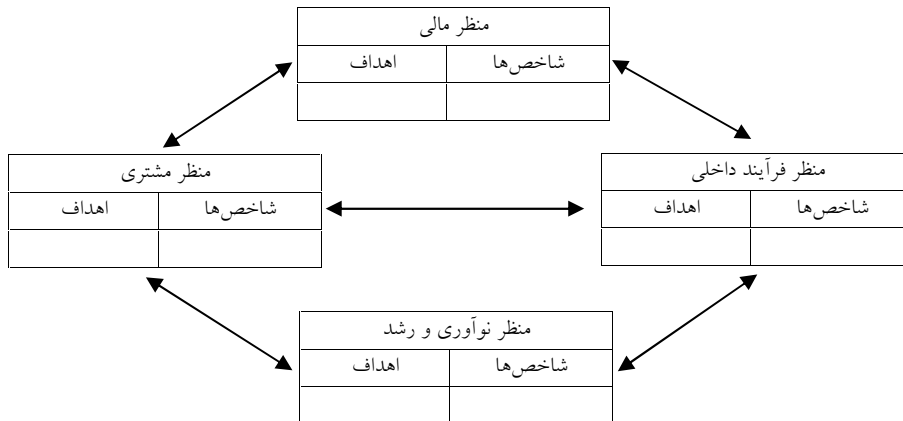 منظر مالی
شاخص‌ها اهداف
منظر فرآیند داخلی
شاخص‌ها اهداف
منظر مشتری
شاخص‌ها اهداف
منظر نوآوری و رشد
شاخص‌ها اهداف